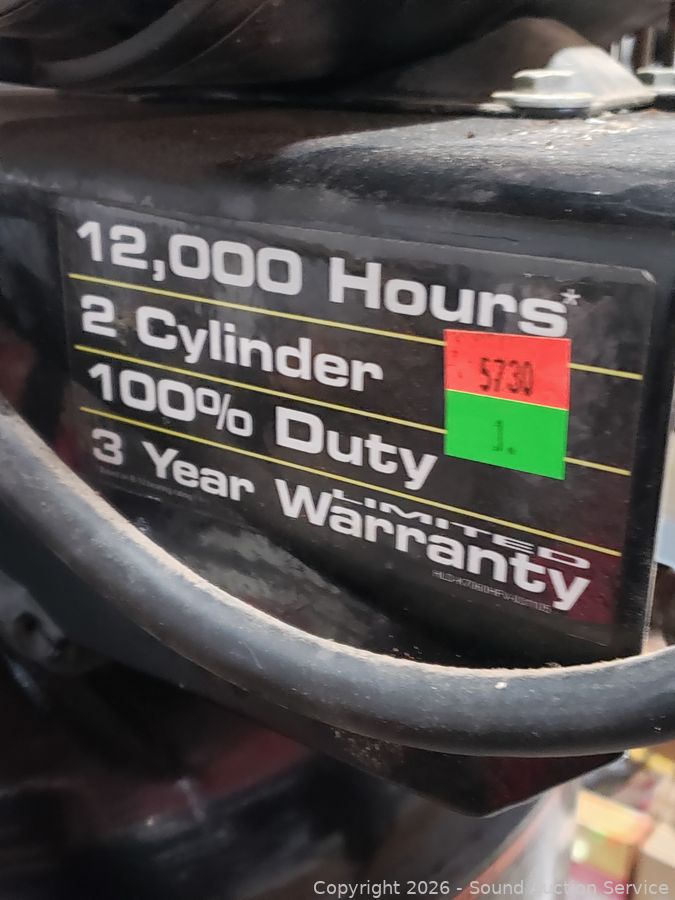 12,000 Hours*
2 Cylinder
5730
1.
100% Duty
3 Year LIMITED Warranty
Copyright 2026 - Sound Auction Service